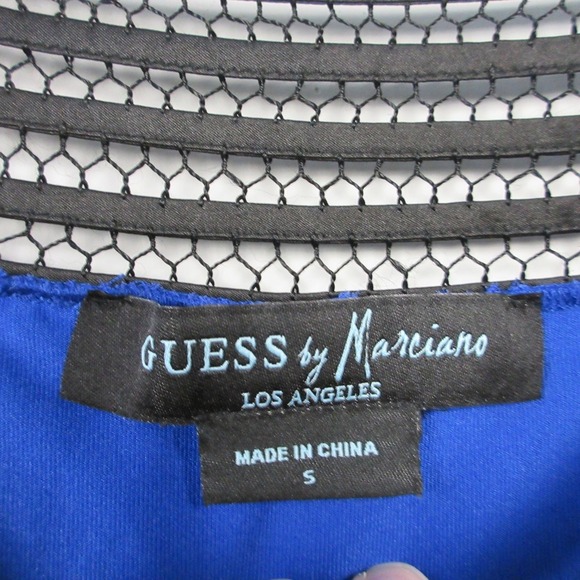 GUESS by Marciano
LOS ANGELES
MADE IN CHINA
S